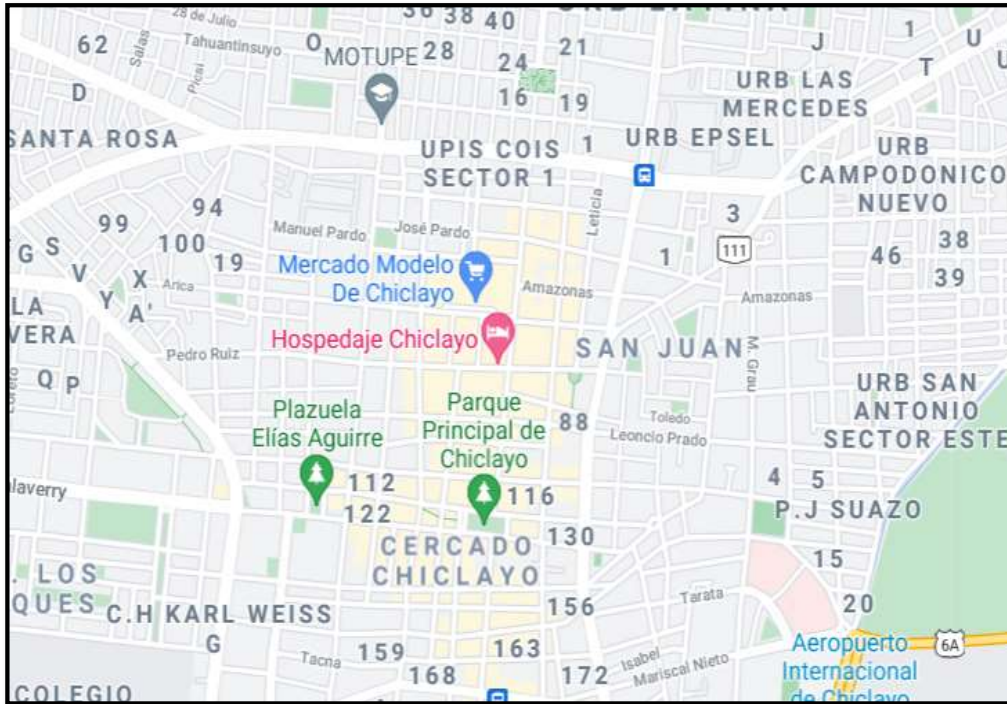 36 38 40
28 de Julio
Tahuantinsuyo
62
Salas
O
MOTUPE
28
24
21
J
1
U
Picsi
D
16
19
T
URB LAS
MERCEDES
SANTA ROSA
UPIS COIS
SECTOR 1
1
URB EPSEL
URB
CAMPODONICO
NUEVO
99
94
100
19
G S
V
Y
X
A'
Manuel Pardo
José Pardo
Leticia
3
111
1
46
38
39
Mercado Modelo
De Chiclayo
Arica
Amazonas
Amazonas
LA
VERA
Hospedaje Chiclayo
SAN JUAN
M. Grau
Pedro Ruiz
Loreto
Q
P
Plazuela
Elías Aguirre
Parque
Principal de
Chiclayo
88
Toledo
Leoncio Prado
URB SAN
ANTONIO
SECTOR ESTE
alaverry
112
122
116
4
5
P.J SUAZO
130
CERCADO
CHICLAYO
15
. LOS
QUES
C.H KARL WEISS
G
156
Tarata
20
159
163
Tacna
168
172
Isabel
Mariscal Nieto
Aeropuerto
Internacional
de Chiclayo
6A
COLEGIO